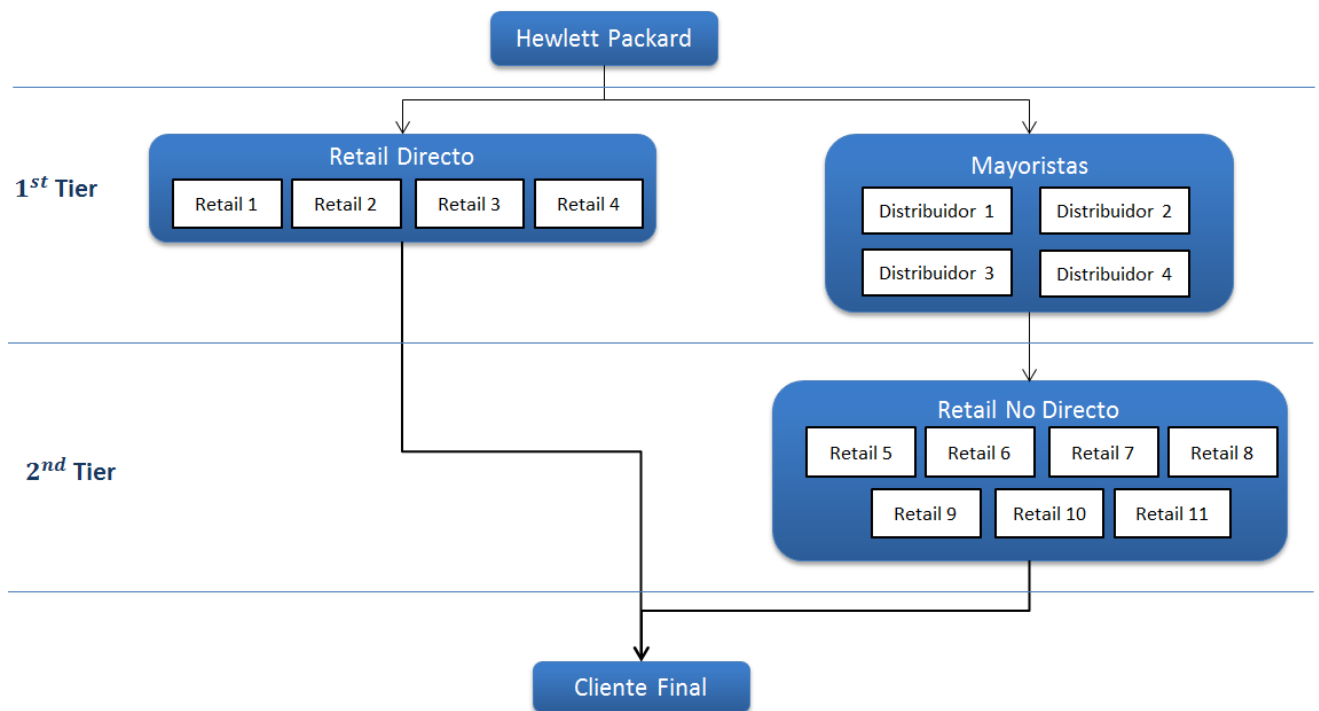 Hewlett Packard
1st Tier
Retail Directo
Retail 1 Retail 2 Retail 3 Retail 4
Mayoristas
Distribuidor 1 Distribuidor 2
Distribuidor 3 Distribuidor 4
2nd Tier
Retail No Directo
Retail 5 Retail 6 Retail 7 Retail 8
Retail 9 Retail 10 Retail 11
Cliente Final